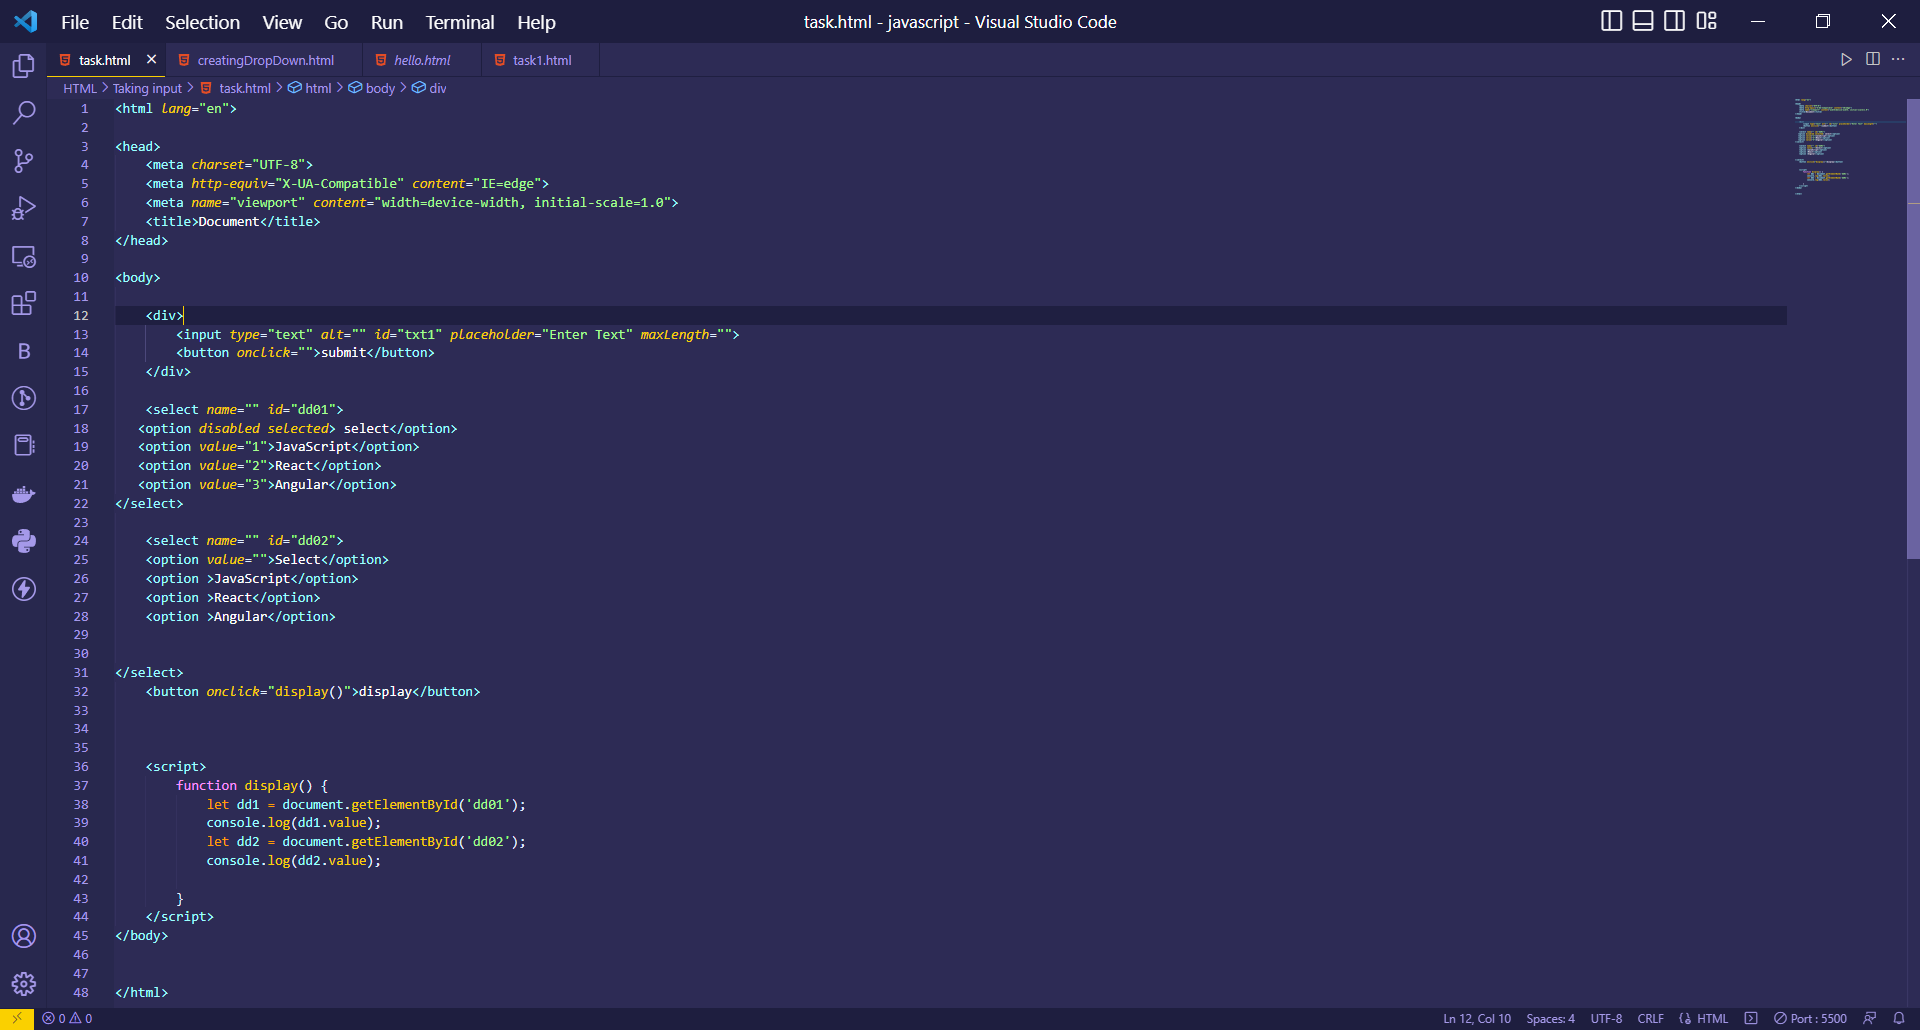 File Edit Selection View Go Run Terminal Help task.html - javascript - Visual Studio Code
task.html creatingDropDown.html hello.html task1.html
HTML > Taking input > task.html > html > body > div
1 <html lang="en">
2
3 <head>
4 <meta charset="UTF-8">
5 <meta http-equiv="X-UA-Compatible" content="IE=edge">
6 <meta name="viewport" content="width=device-width, initial-scale=1.0">
7 <title>Document</title>
8 </head>
9
10 <body>
11
12 <div>
13 <input type="text" alt="" id="txt1" placeholder="Enter Text" maxLength="">
14 <button onclick="">submit</button>
15 </div>
16
17 <select name="" id="dd01">
18 <option disabled selected> select</option>
19 <option value="1">JavaScript</option>
20 <option value="2">React</option>
21 <option value="3">Angular</option>
22 </select>
23
24 <select name="" id="dd02">
25 <option value="">Select</option>
26 <option >JavaScript</option>
27 <option >React</option>
28 <option >Angular</option>
29
30
31 </select>
32 <button onclick="display()">display</button>
33
34
35
36 <script>
37 function display() {
38 let dd1 = document.getElementById('dd01');
39 console.log(dd1.value);
40 let dd2 = document.getElementById('dd02');
41 console.log(dd2.value);
42
43 }
44 </script>
45 </body>
46
47
48 </html>
0 0 Ln 12, Col 10 Spaces: 4 UTF-8 CRLF HTML Port : 5500